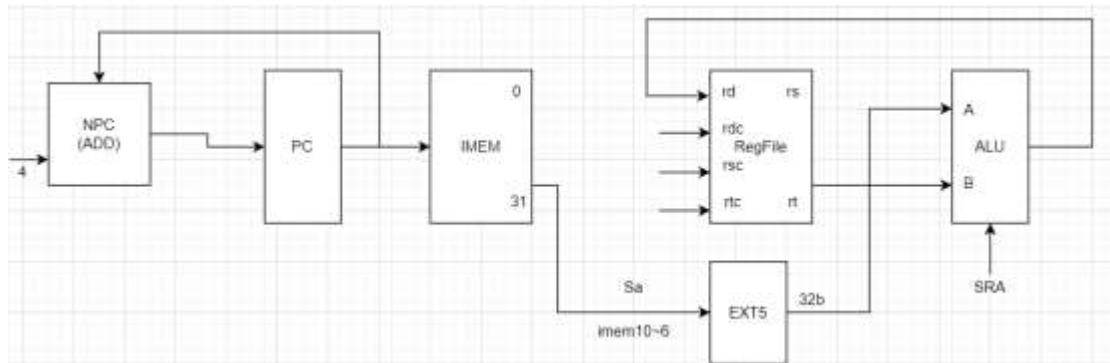 NPC
(ADD)
4
PC
0
IMEM
31
rd
rs
rdc
RegFile
rsc
rtc
rt
A
ALU
B
Sa
imem10~6
EXT5
32b
SRA